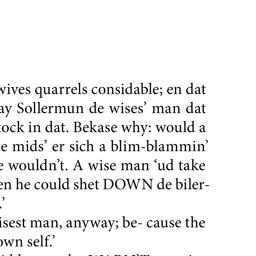 wives quarrels considable; en dat
ay Sollermun de wises’ man dat
tock in dat. Bekase why: would a
e mids’ er sich a blim-blammin’
e wouldn’t. A wise man ‘ud take
en he could shet DOWN de biler-
.’
isest man, anyway; be- cause the
own self.’